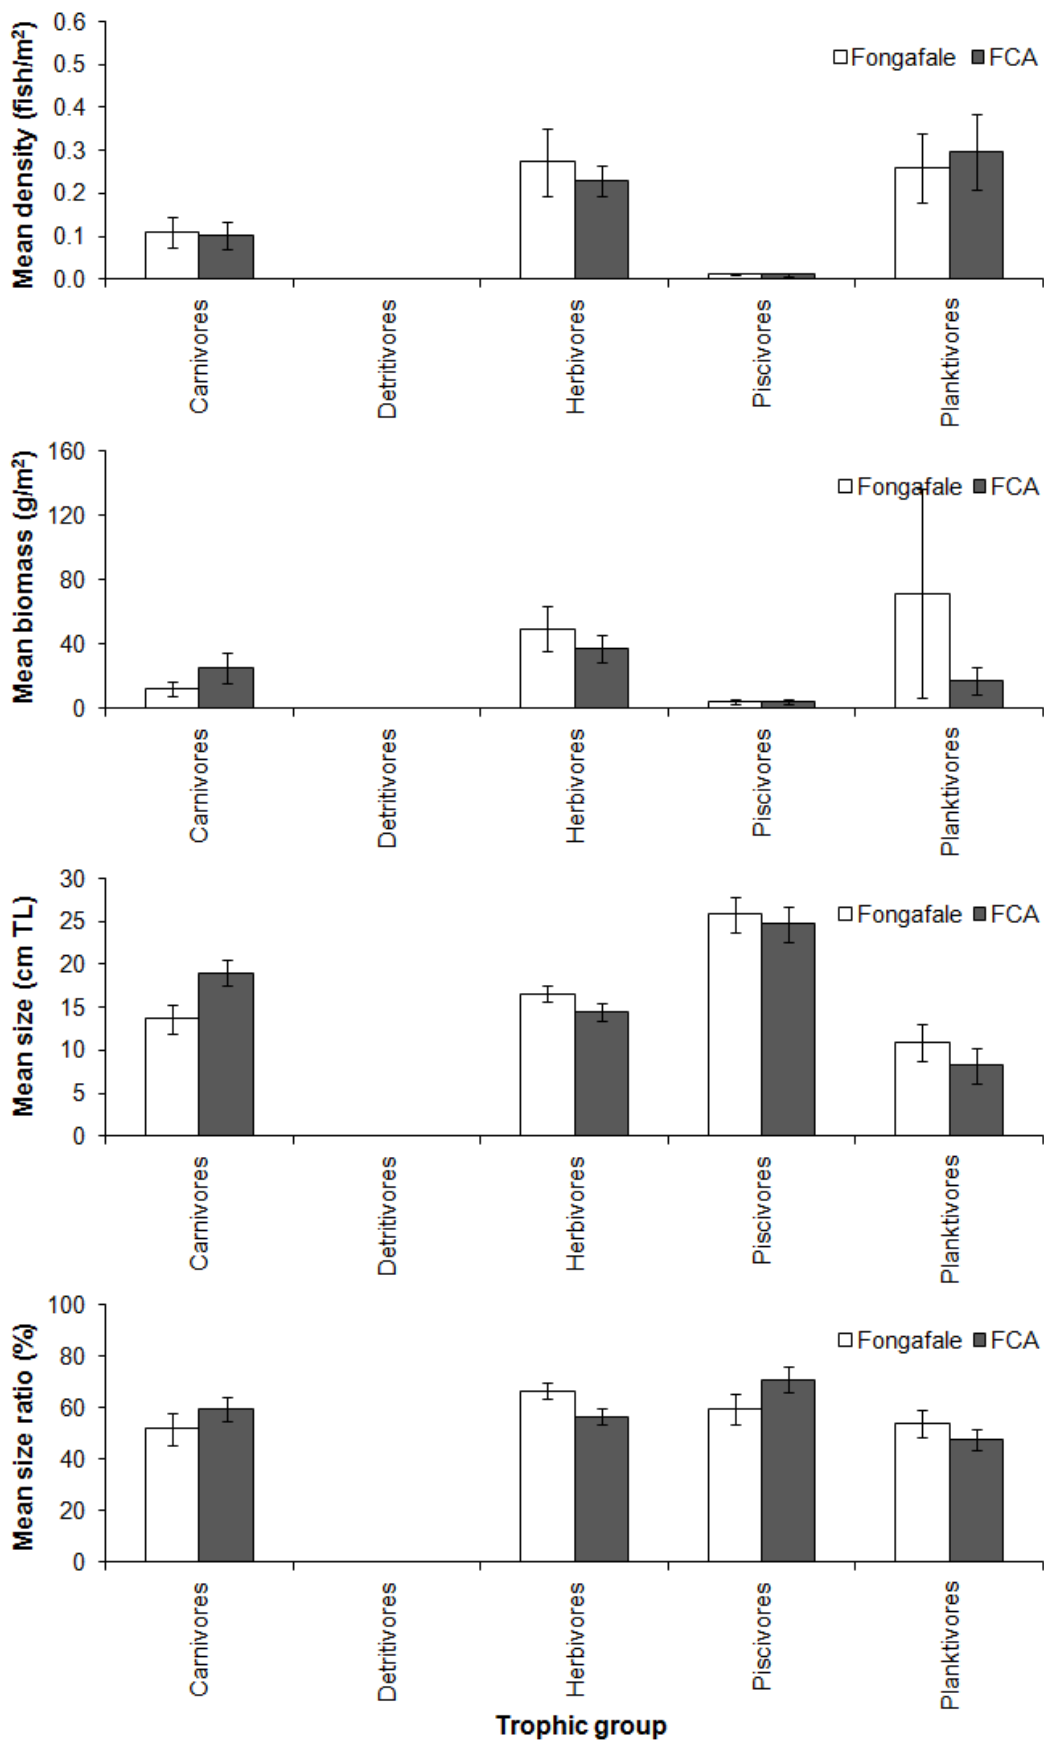 Mean density (fish/m²)
0.6
0.5
0.4
0.3
0.2
0.1
0.0
Fongafale FCA
Carnivores
Detritivores
Herbivores
Piscivores
Planktivores
Mean biomass (g/m²)
160
120
80
40
0
Fongafale FCA
Carnivores
Detritivores
Herbivores
Piscivores
Planktivores
Mean size (cm TL)
30
25
20
15
10
5
0
Fongafale FCA
Carnivores
Detritivores
Herbivores
Piscivores
Planktivores
Mean size ratio (%)
100
80
60
40
20
0
Fongafale FCA
Carnivores
Detritivores
Herbivores
Piscivores
Planktivores
Trophic group